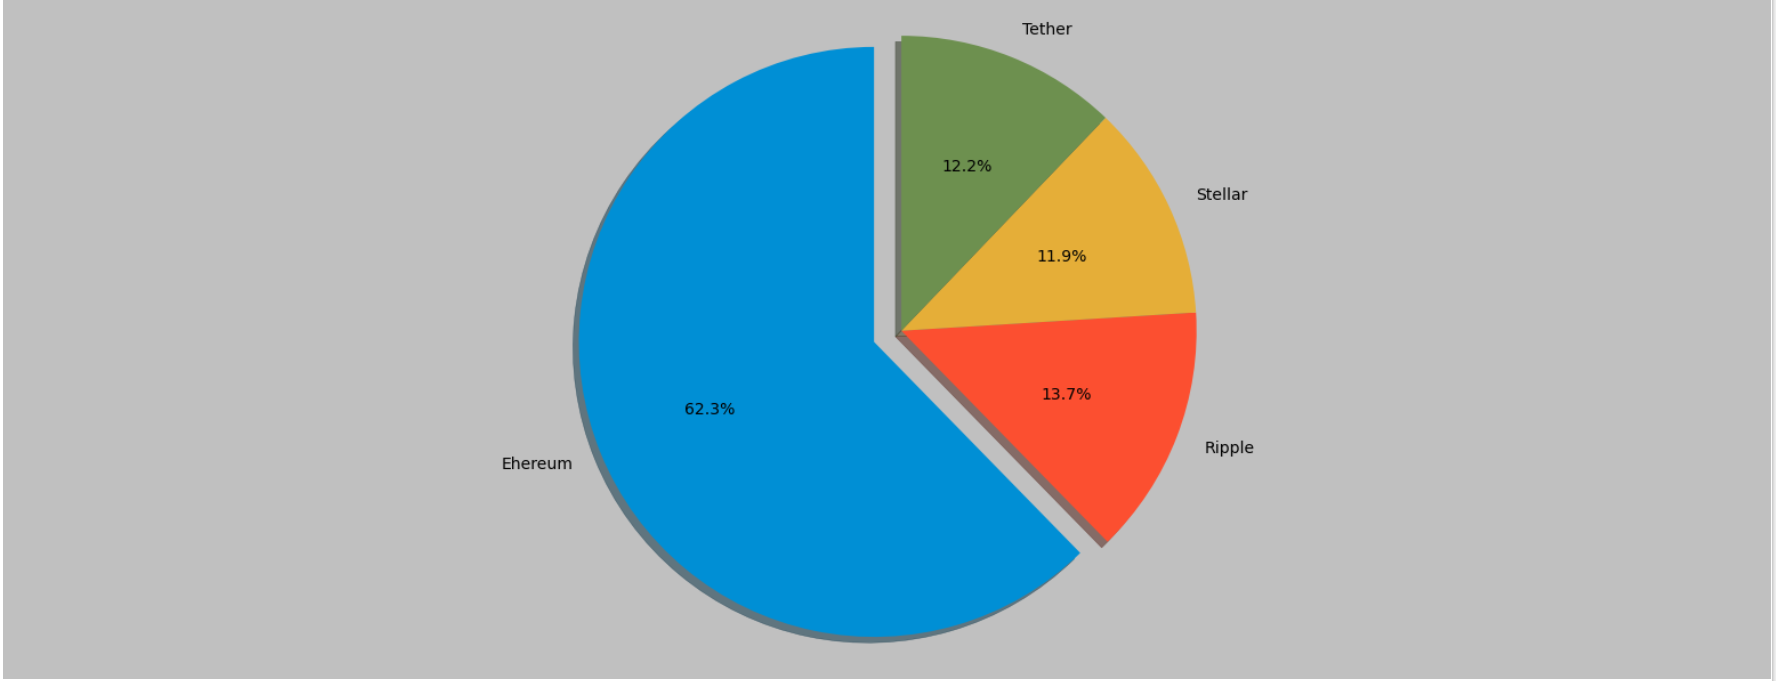 Tether
12.2%
Stellar
11.9%
13.7%
62.3%
Ripple
Ehereum